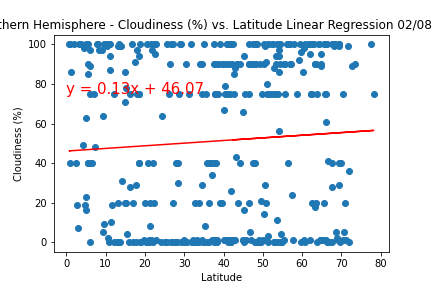 thern Hemisphere - Cloudiness (%) vs. Latitude Linear Regression 02/08
100
80
60
40
20
0
y = 0.13x + 46.07
Cloudiness (%)
0 10 20 30 40 50 60 70 80
Latitude